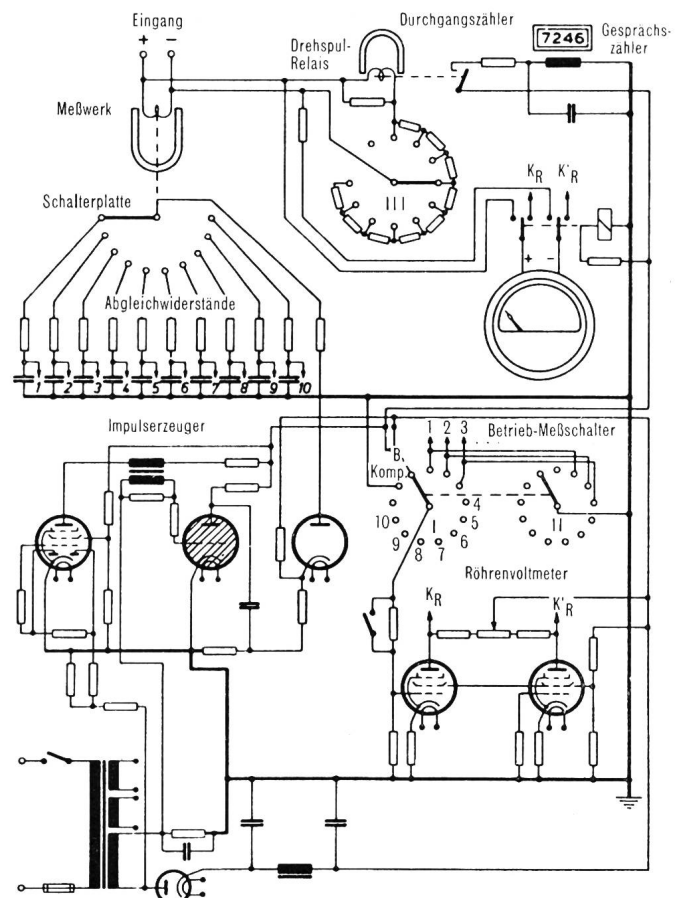 Eingang
+ −
Durchgangszähler
7246
Gesprächs-
zähler
Drehspul-
Relais
Meßwerk
III
K_R K'_R
Schalterplatte
+ −
Abgleichwiderstände
1 2 3 4 5 6 7 8 9 10
Impulserzeuger
1 2 3
Betrieb-Meßschalter
B.
Komp.
4
5
6
7
8
9
10
I
II
Röhrenvoltmeter
K_R K'_R